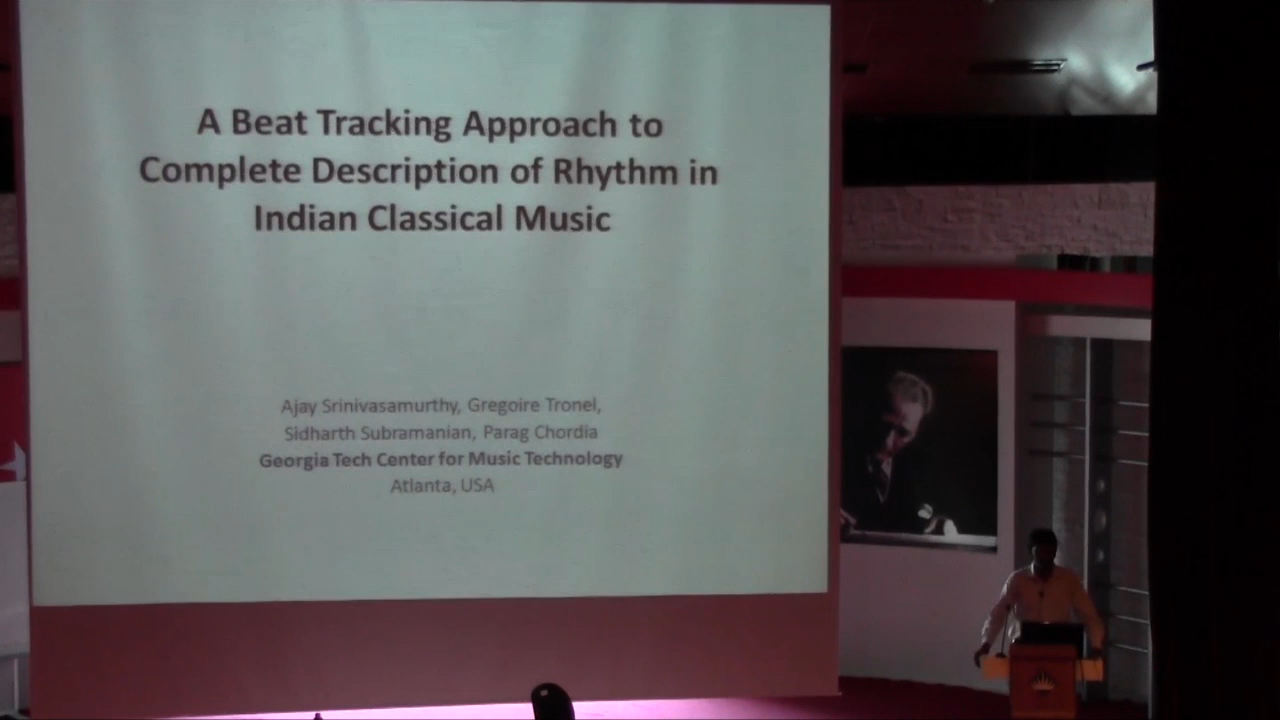 A Beat Tracking Approach to
Complete Description of Rhythm in
Indian Classical Music
Ajay Srinivasamurthy, Gregoire Tronel,
Sidharth Subramanian, Parag Chordia
Georgia Tech Center for Music Technology
Atlanta, USA